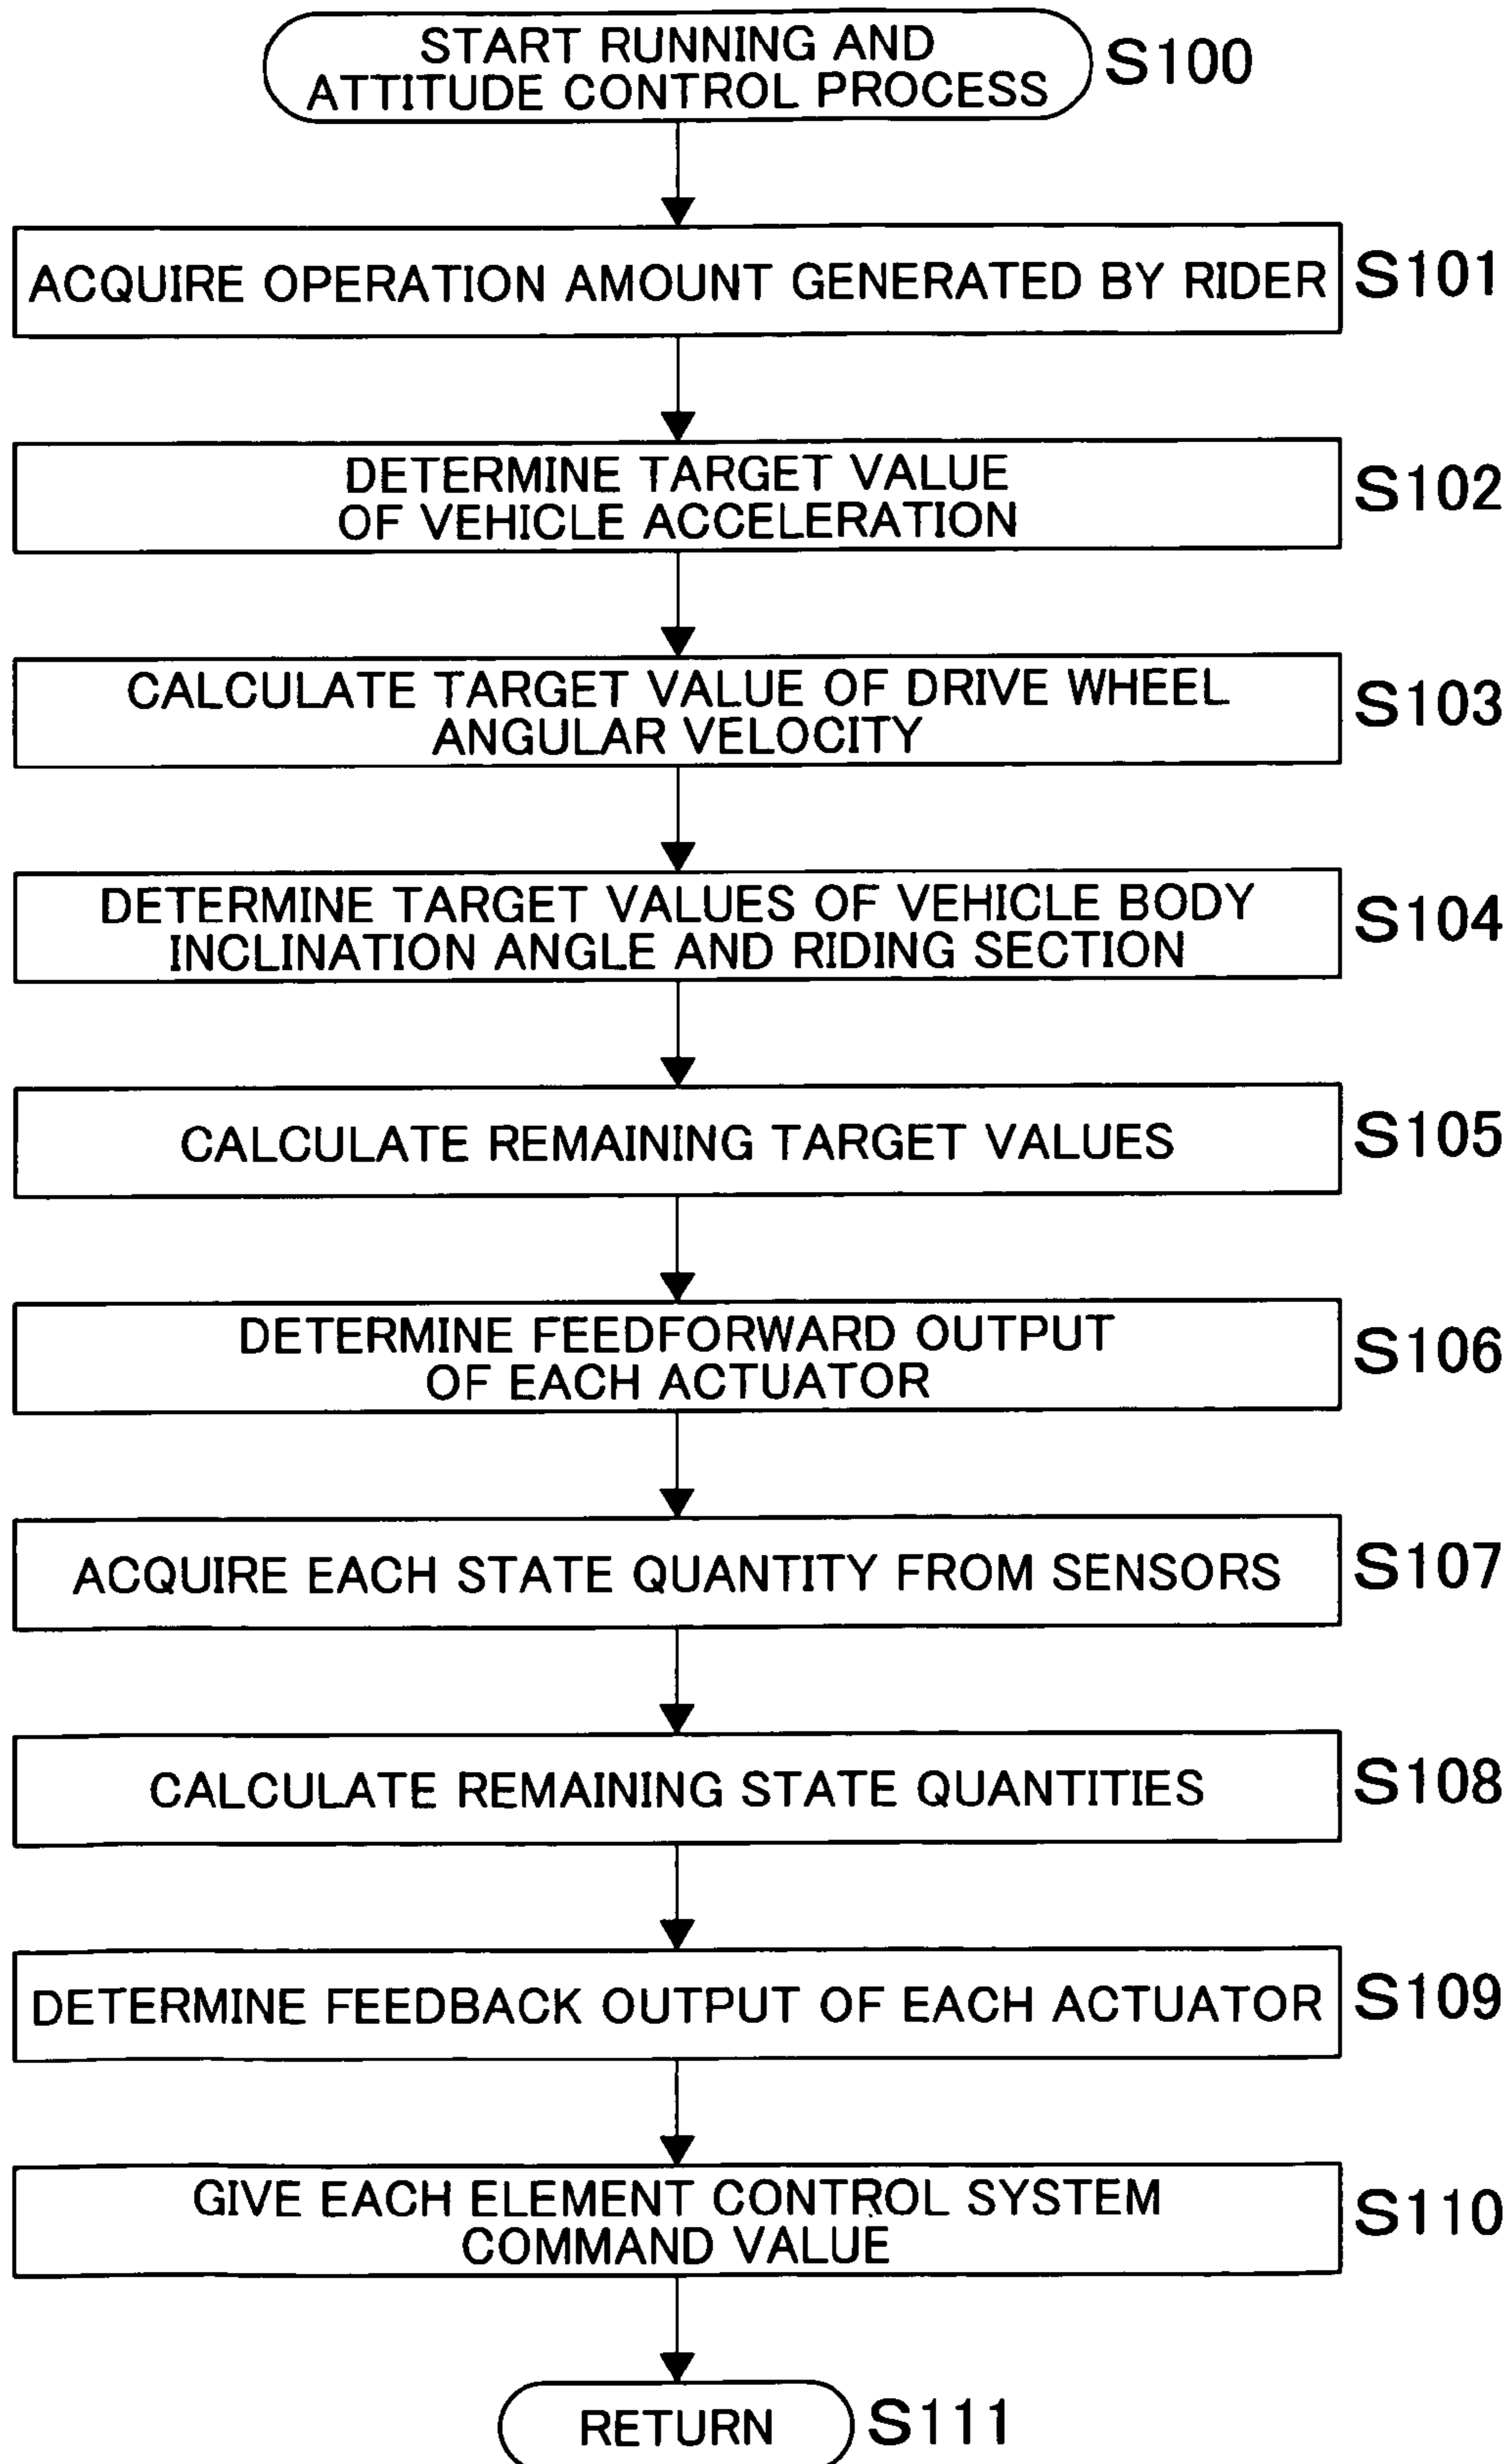 START RUNNING AND
ATTITUDE CONTROL PROCESS
S100
ACQUIRE OPERATION AMOUNT GENERATED BY RIDER
S101
DETERMINE TARGET VALUE
OF VEHICLE ACCELERATION
S102
CALCULATE TARGET VALUE OF DRIVE WHEEL
ANGULAR VELOCITY
S103
DETERMINE TARGET VALUES OF VEHICLE BODY
INCLINATION ANGLE AND RIDING SECTION
S104
CALCULATE REMAINING TARGET VALUES
S105
DETERMINE FEEDFORWARD OUTPUT
OF EACH ACTUATOR
S106
ACQUIRE EACH STATE QUANTITY FROM SENSORS
S107
CALCULATE REMAINING STATE QUANTITIES
S108
DETERMINE FEEDBACK OUTPUT OF EACH ACTUATOR
S109
GIVE EACH ELEMENT CONTROL SYSTEM
COMMAND VALUE
S110
RETURN
S111